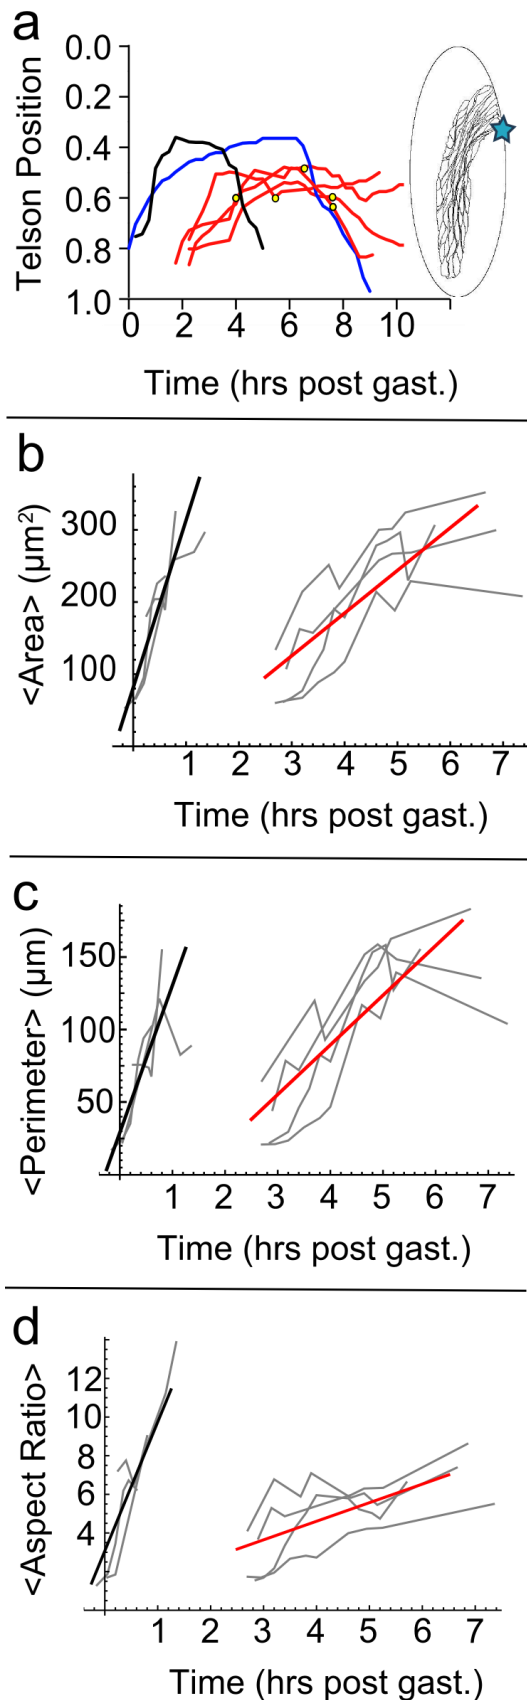 a
0.0
0.2
0.4
0.6
0.8
1.0
Telson Position
0 2 4 6 8 10
Time (hrs post gast.)
b
300
200
100
<Area> (μm²)
1 2 3 4 5 6 7
Time (hrs post gast.)
c
150
100
50
<Perimeter> (μm)
1 2 3 4 5 6 7
Time (hrs post gast.)
d
12
10
8
6
4
<Aspect Ratio>
1 2 3 4 5 6 7
Time (hrs post gast.)